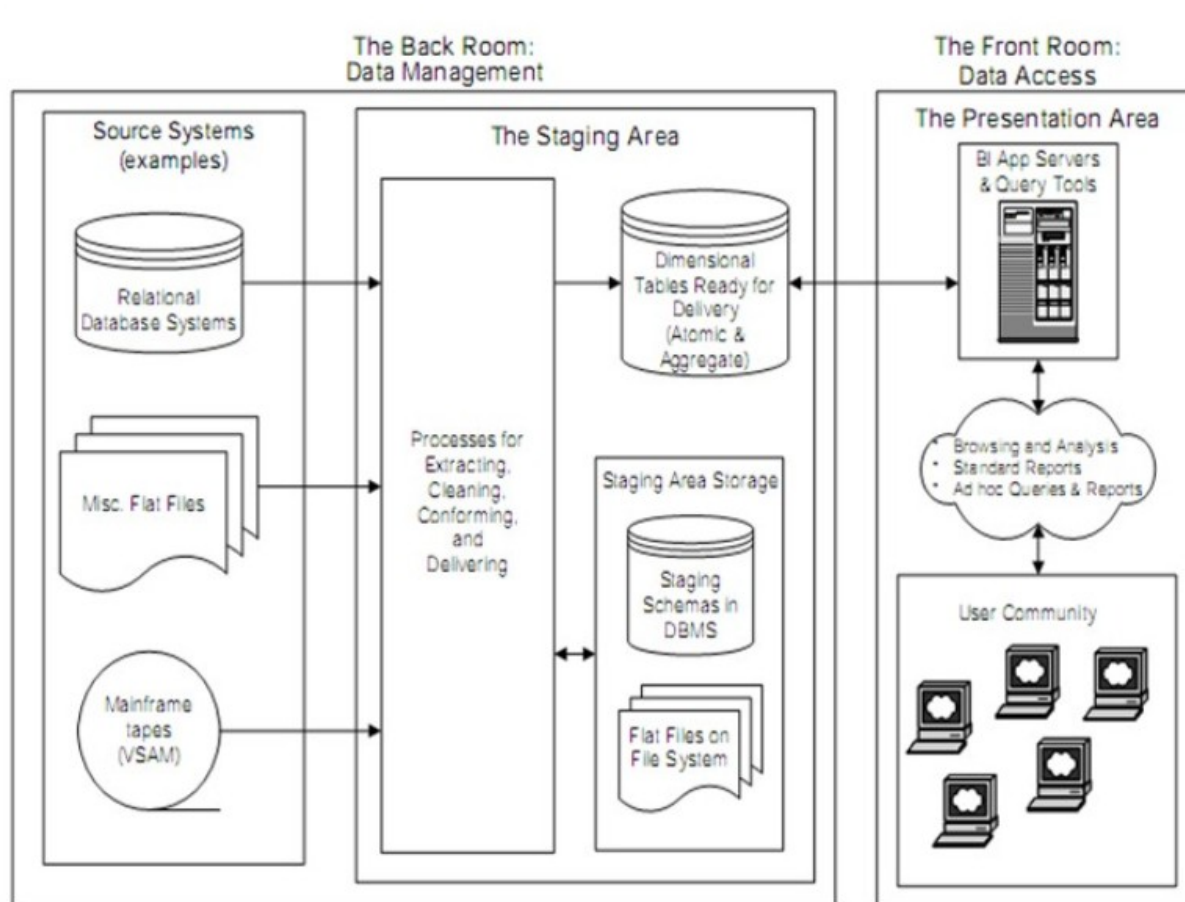 The Back Room:
Data Management
The Front Room:
Data Access
Source Systems
(examples)
The Staging Area
The Presentation Area
BI App Servers
& Query Tools
Relational
Database Systems
Dimensional
Tables Ready for
Delivery
(Atomic &
Aggregate)
Misc. Flat Files
Processes for
Extracting,
Cleaning,
Conforming,
and
Delivering
Staging Area Storage
Staging
Schemas in
DBMS
Flat Files on
File System
Mainframe
tapes
(VSAM)
• Browsing and Analysis
• Standard Reports
• Ad hoc Queries & Reports
User Community